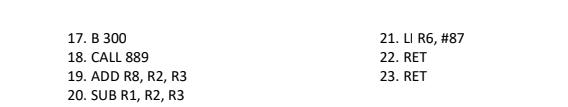 17. B 300
18. CALL 889
19. ADD R8, R2, R3
20. SUB R1, R2, R3
21. LI R6, #87
22. RET
23. RET